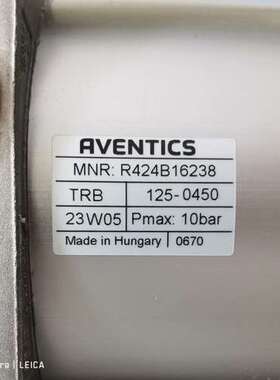 AVENTICS
MNR: R424B16238
TRB 125-0450
23W05 Pmax: 10bar
Made in Hungary 0670
LEICA